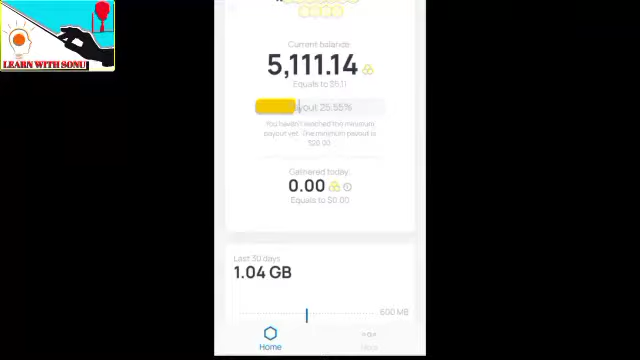 LEARN WITH SONU
Current balance
5,111.14
Equals to $5.11
Payout 25.55%
You haven't reached the minimum
payout yet. The minimum payout is
$20.00
Gathered today
0.00
Equals to $0.00
Last 30 days
1.04 GB
600 MB
Home
More